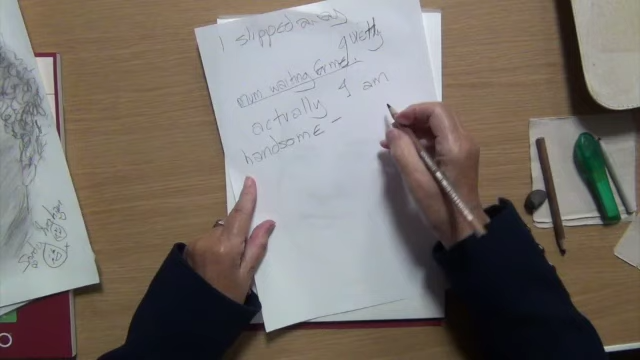 I slipped away
quietly
mum waiting for me.
actually I am
handsome –